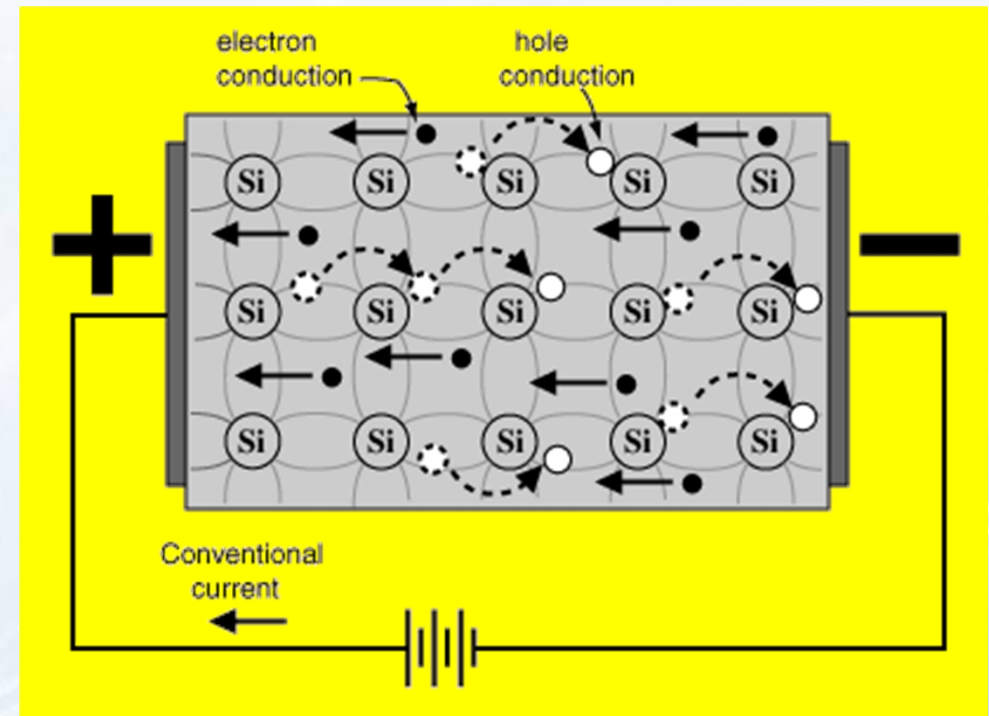 electron
conduction
hole
conduction
Si Si Si Si Si
+ −
Si Si Si Si Si
Si Si Si Si Si
Conventional
current